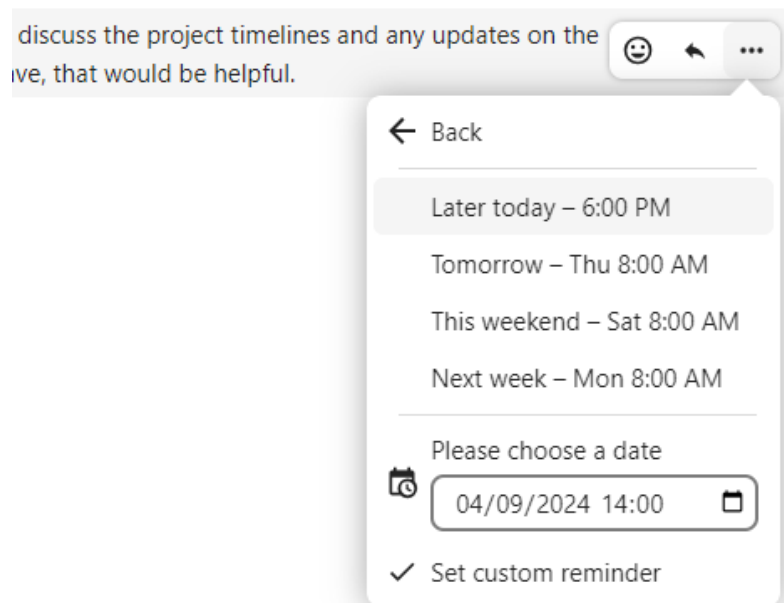 discuss the project timelines and any updates on the
that would be helpful.
Back
Later today – 6:00 PM
Tomorrow – Thu 8:00 AM
This weekend – Sat 8:00 AM
Next week – Mon 8:00 AM
Please choose a date
04/09/2024 14:00
Set custom reminder